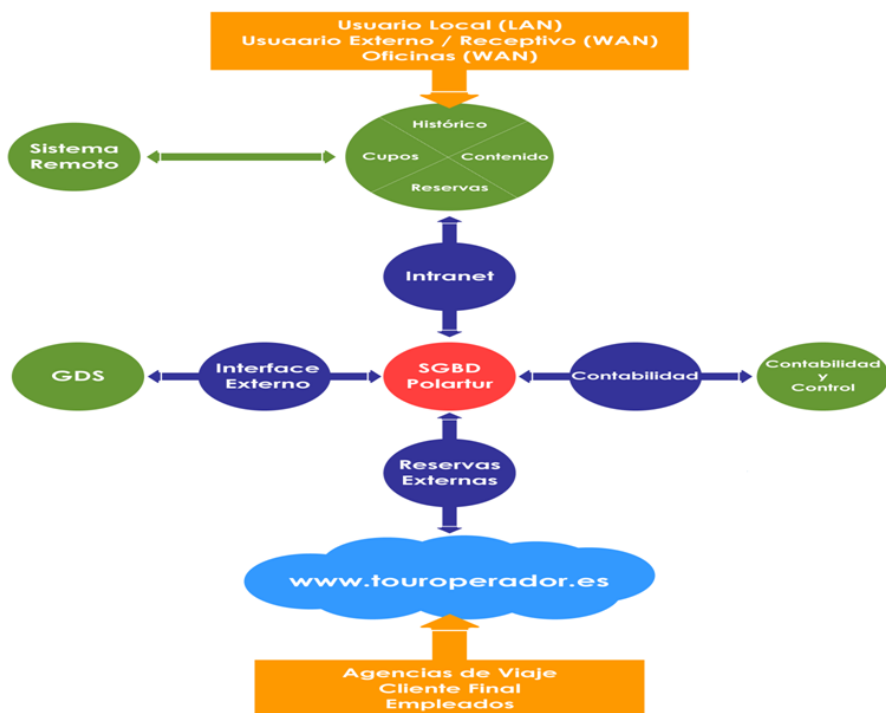 Usuario Local (LAN)
Usuaario Externo / Receptivo (WAN)
Oficinas (WAN)
Histórico
Cupos
Contenido
Reservas
Sistema
Remoto
Intranet
GDS
Interface
Externo
SGBD
Polartur
Contabilidad
Contabilidad
y
Control
Reservas
Externas
www.touroperador.es
Agencias de Viaje
Cliente Final
Empleados